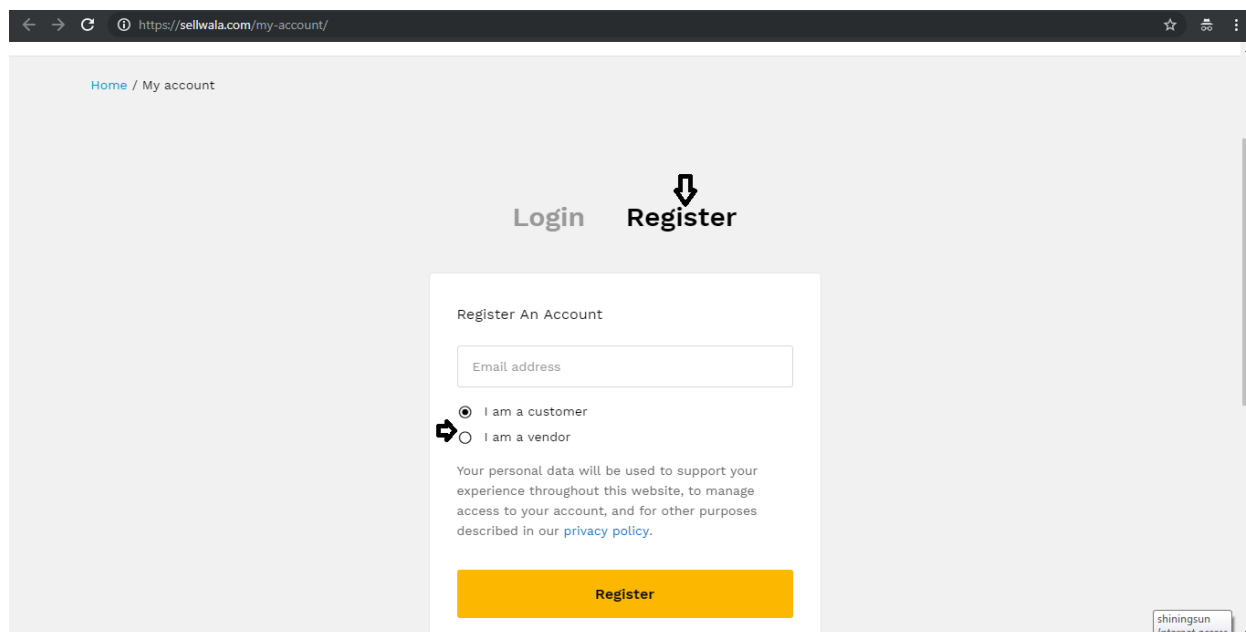 https://sellwala.com/my-account/
Home / My account
Login Register
Register An Account
Email address
I am a customer
I am a vendor
Your personal data will be used to support your
experience throughout this website, to manage
access to your account, and for other purposes
described in our privacy policy.
Register
shiningsun
Internet access